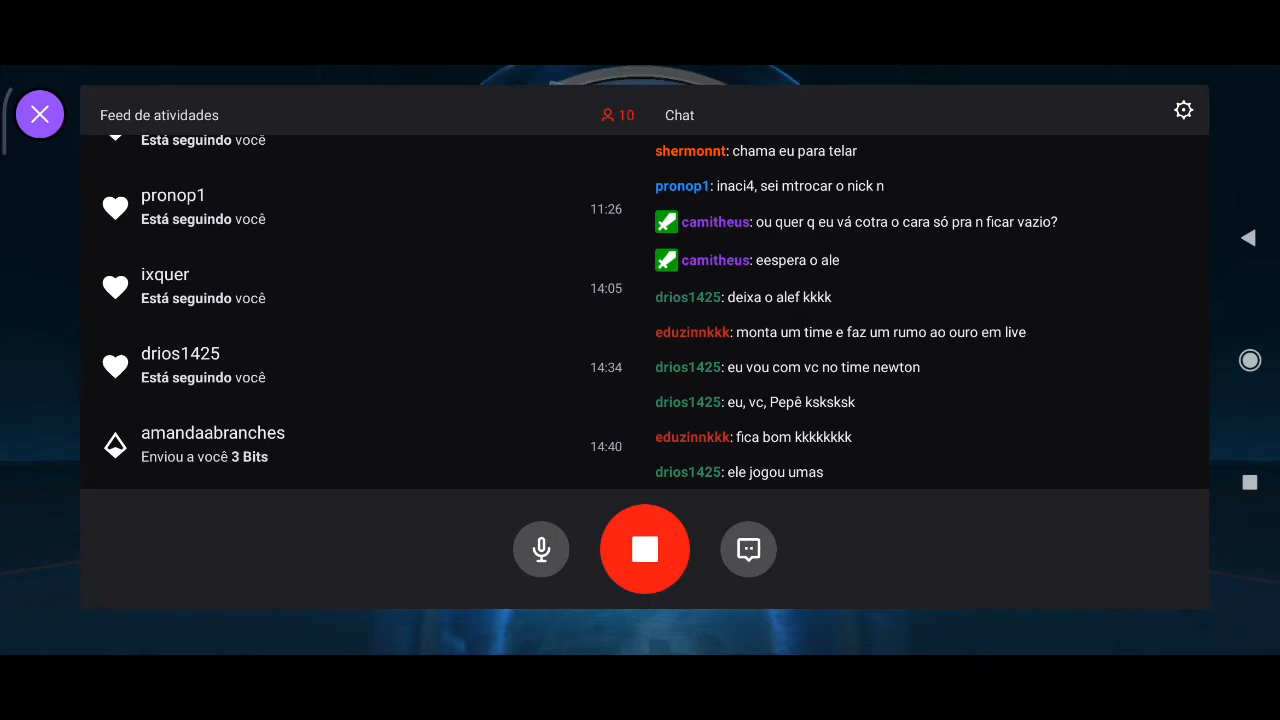 Feed de atividades
10
Chat
Está seguindo você
pronop1
Está seguindo você
11:26
ixquer
Está seguindo você
14:05
drios1425
Está seguindo você
14:34
amandaabranches
Enviou a você 3 Bits
14:40
shermonnt: chama eu para telar
pronop1: inaci4, sei mtrocar o nick n
camitheus: ou quer q eu vá cotra o cara só pra n ficar vazio?
camitheus: eespera o ale
drios1425: deixa o alef kkkk
eduzinnkkk: monta um time e faz um rumo ao ouro em live
drios1425: eu vou com vc no time newton
drios1425: eu, vc, Pepê ksksksk
eduzinnkkk: fica bom kkkkkkkk
drios1425: ele jogou umas